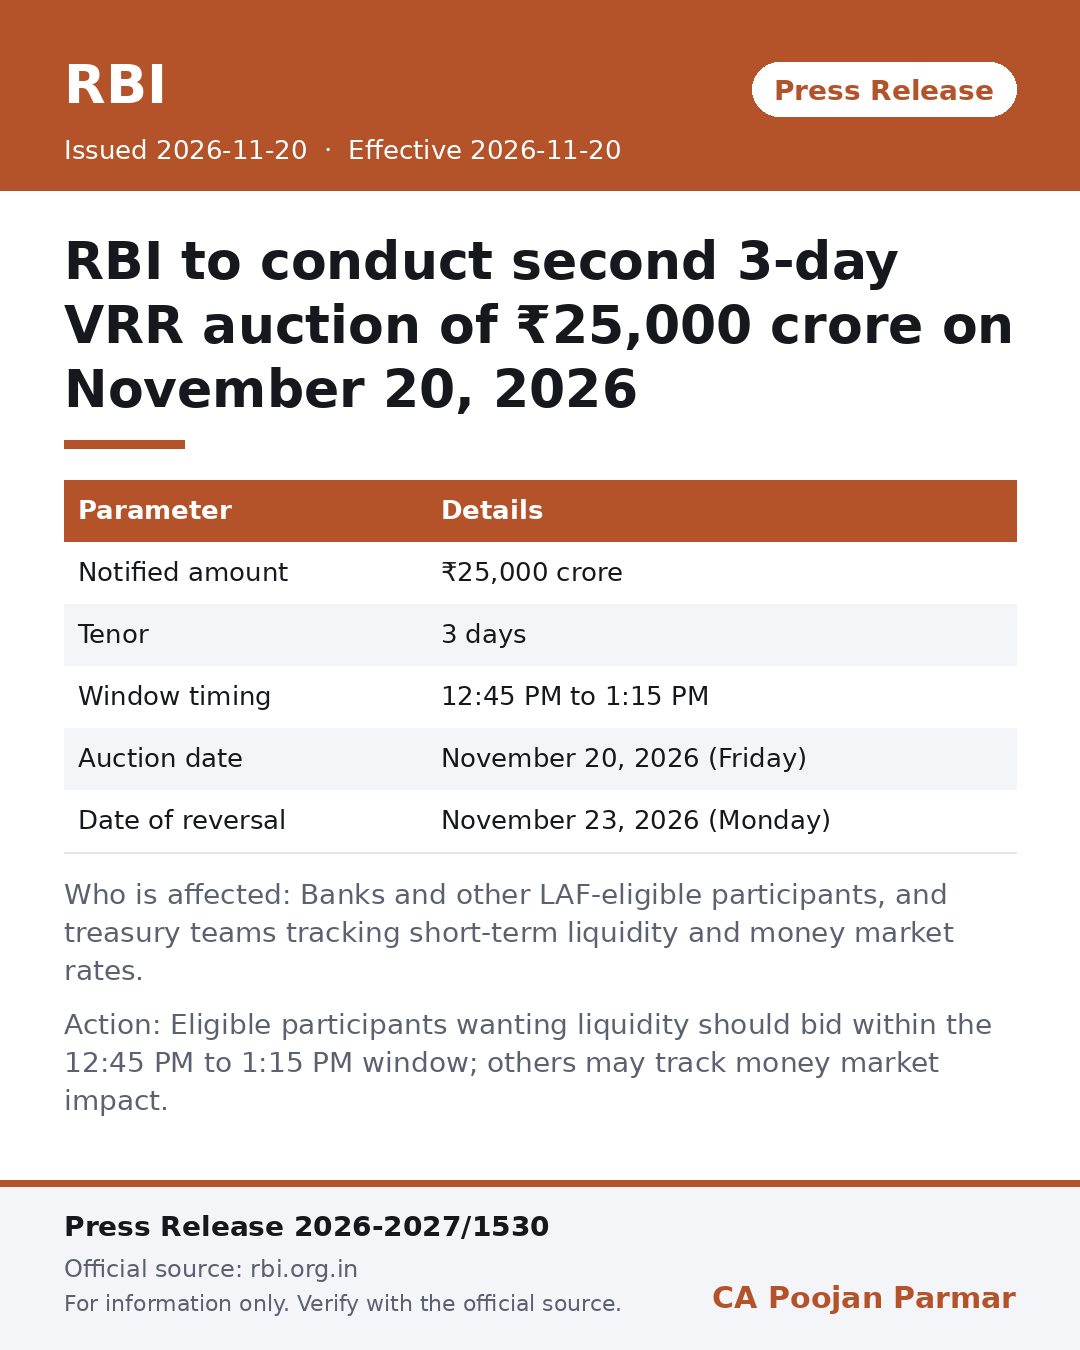 RBI
Press Release
Issued 2026-11-20 · Effective 2026-11-20
RBI to conduct second 3-day
VRR auction of ₹25,000 crore on
November 20, 2026
Parameter Details
Notified amount ₹25,000 crore
Tenor 3 days
Window timing 12:45 PM to 1:15 PM
Auction date November 20, 2026 (Friday)
Date of reversal November 23, 2026 (Monday)
Who is affected: Banks and other LAF-eligible participants, and
treasury teams tracking short-term liquidity and money market
rates.
Action: Eligible participants wanting liquidity should bid within the
12:45 PM to 1:15 PM window; others may track money market
impact.
Press Release 2026-2027/1530
Official source: rbi.org.in
For information only. Verify with the official source.
CA Poojan Parmar